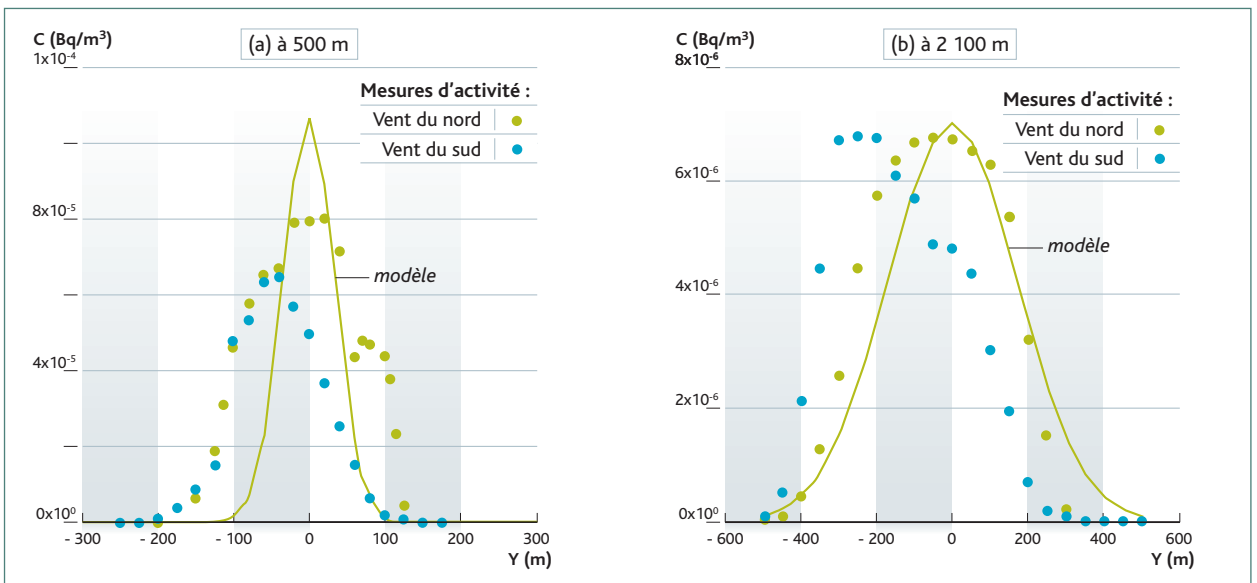 C (Bq/m³)
(a) à 500 m
1x10⁻⁴
Mesures d'activité :
Vent du nord
Vent du sud
8x10⁻⁵
modèle
4x10⁻⁵
0x10⁰
- 300 - 200 - 100 0 100 200 300
Y (m)
C (Bq/m³)
(b) à 2 100 m
8x10⁻⁶
Mesures d'activité :
Vent du nord
Vent du sud
6x10⁻⁶
modèle
4x10⁻⁶
2x10⁻⁶
0x10⁰
- 600 - 400 - 200 0 200 400 600
Y (m)